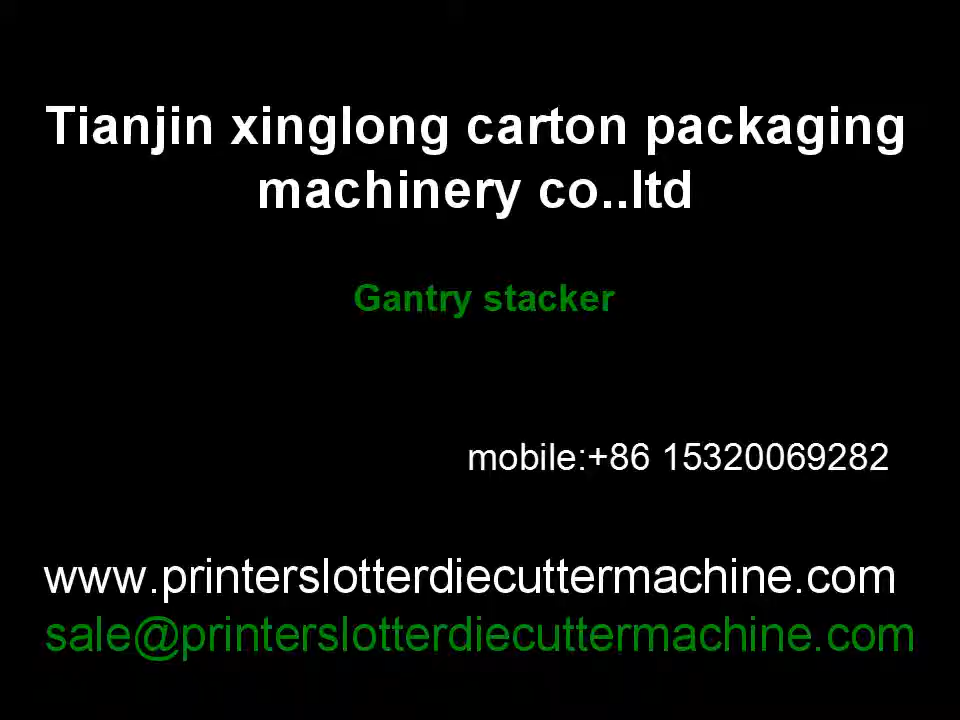 Tianjin xinglong carton packaging
machinery co..ltd
Gantry stacker
mobile:+86 15320069282
www.printerslotterdiecuttermachine.com
sale@printerslotterdiecuttermachine.com